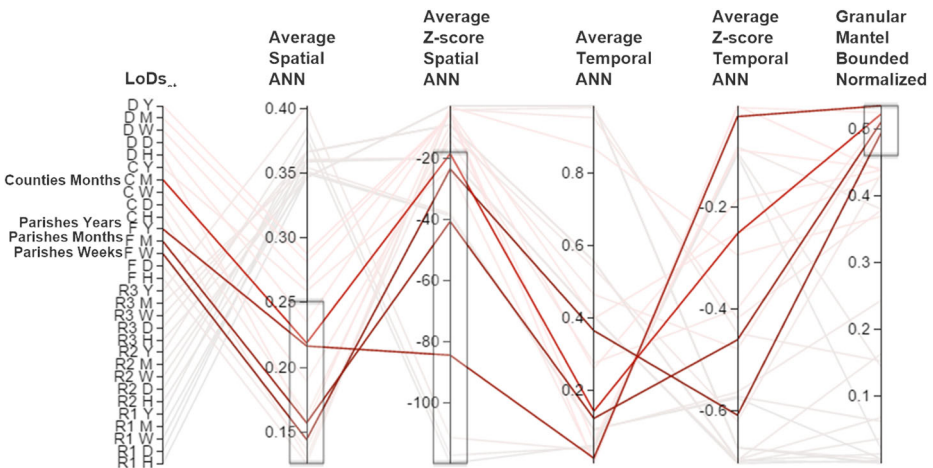 Average
Spatial
ANN
Average
Z-score
Spatial
ANN
Average
Temporal
ANN
Average
Z-score
Temporal
ANN
Granular
Mantel
Bounded
Normalized
LoDs
D Y
D M
D W
D D
D H
C Y
Counties Months C M
C W
C D
C H
Parishes Years F Y
Parishes Months F M
Parishes Weeks F W
F D
F H
R3 Y
R3 M
R3 W
R3 D
R3 H
R2 Y
R2 M
R2 W
R2 D
R2 H
R1 Y
R1 M
R1 W
R1 D
R1 H
0.40
0.35
0.30
0.25
0.20
0.15
-20
-40
-60
-80
-100
0.8
0.6
0.4
0.2
-0.2
-0.4
-0.6
0.4
0.3
0.2
0.1